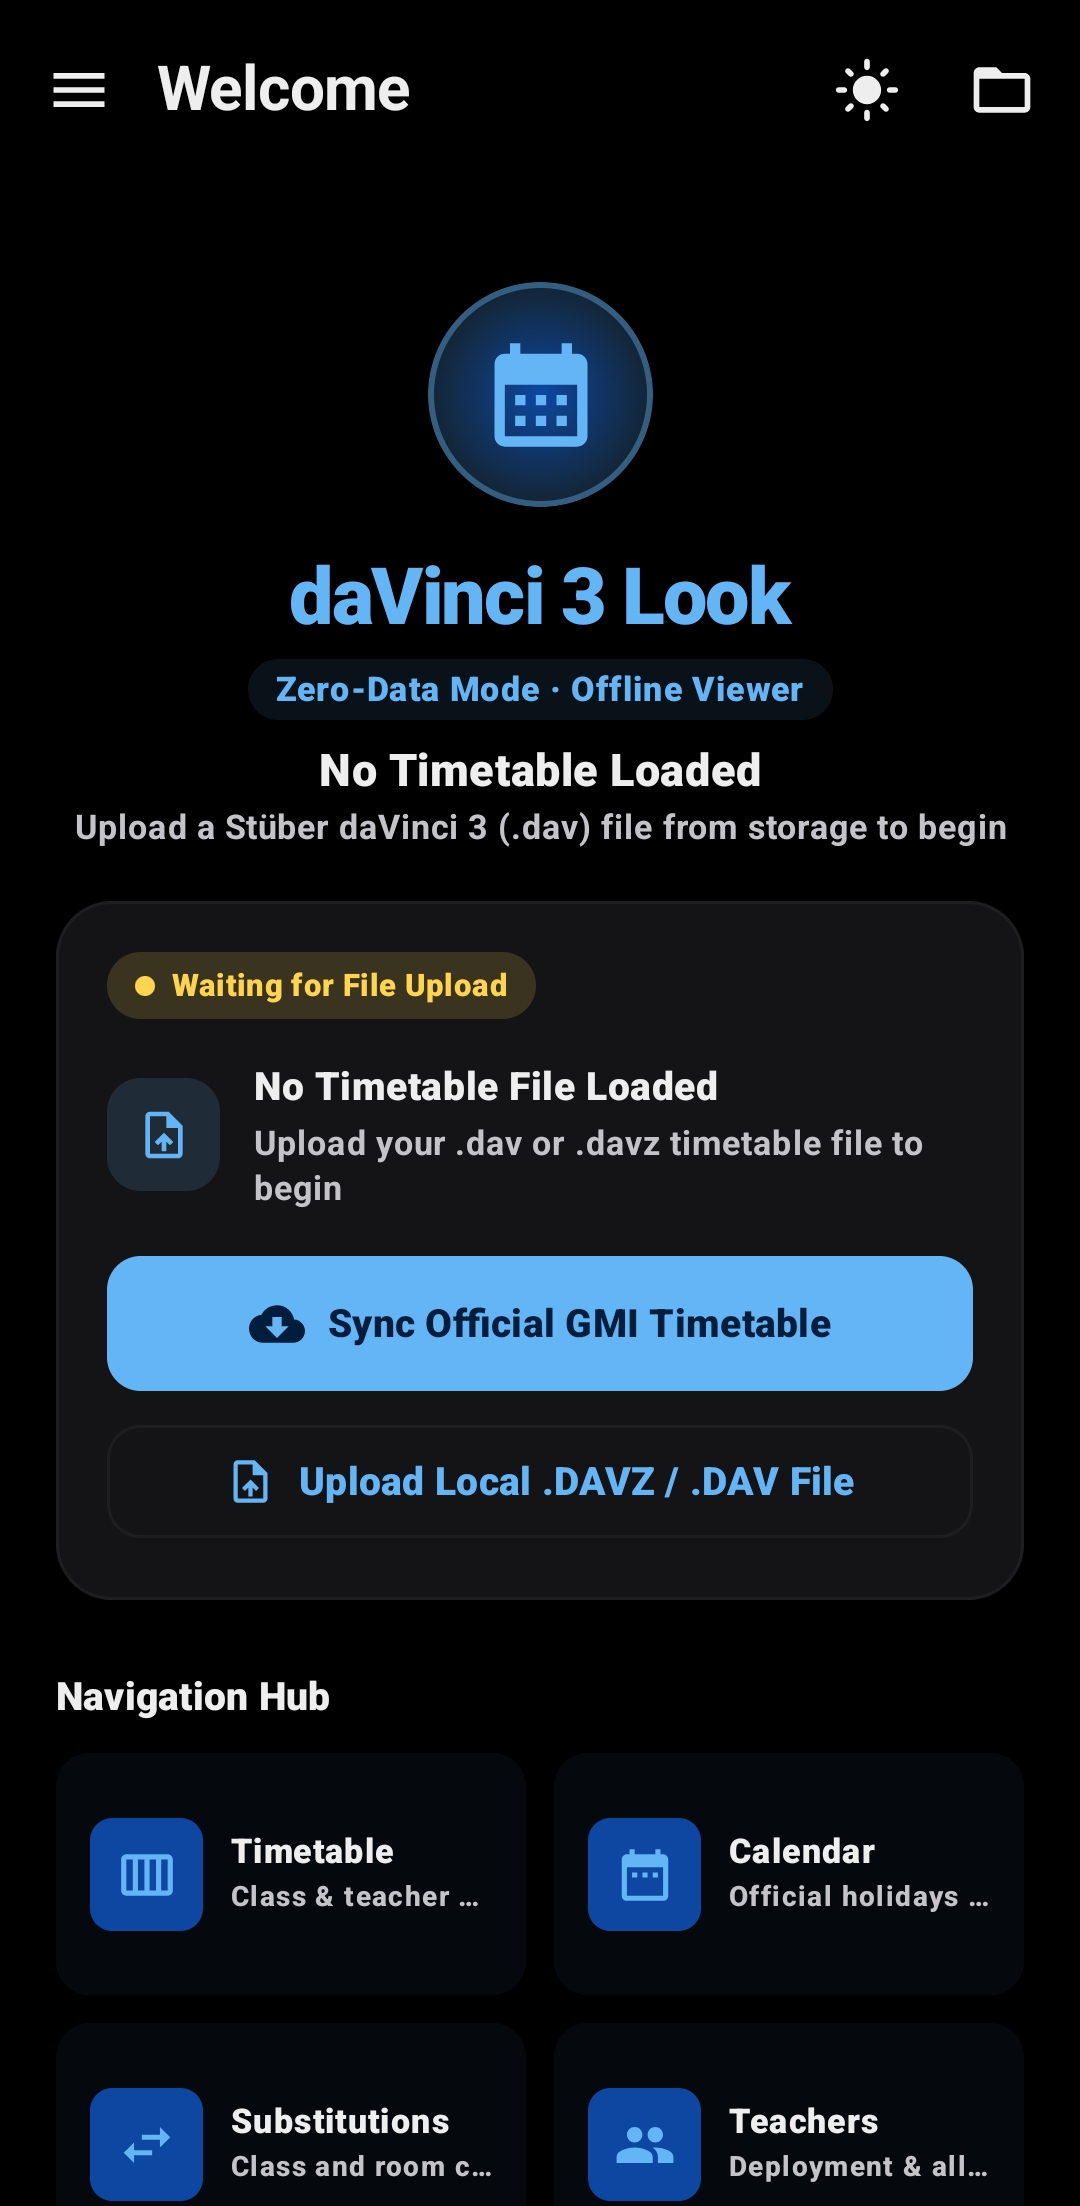 Welcome
daVinci 3 Look
Zero-Data Mode · Offline Viewer
No Timetable Loaded
Upload a Stüber daVinci 3 (.dav) file from storage to begin
Waiting for File Upload
No Timetable File Loaded
Upload your .dav or .davz timetable file to
begin
Sync Official GMI Timetable
Upload Local .DAVZ / .DAV File
Navigation Hub
Timetable
Class & teacher ...
Calendar
Official holidays ...
Substitutions
Class and room c...
Teachers
Deployment & all...